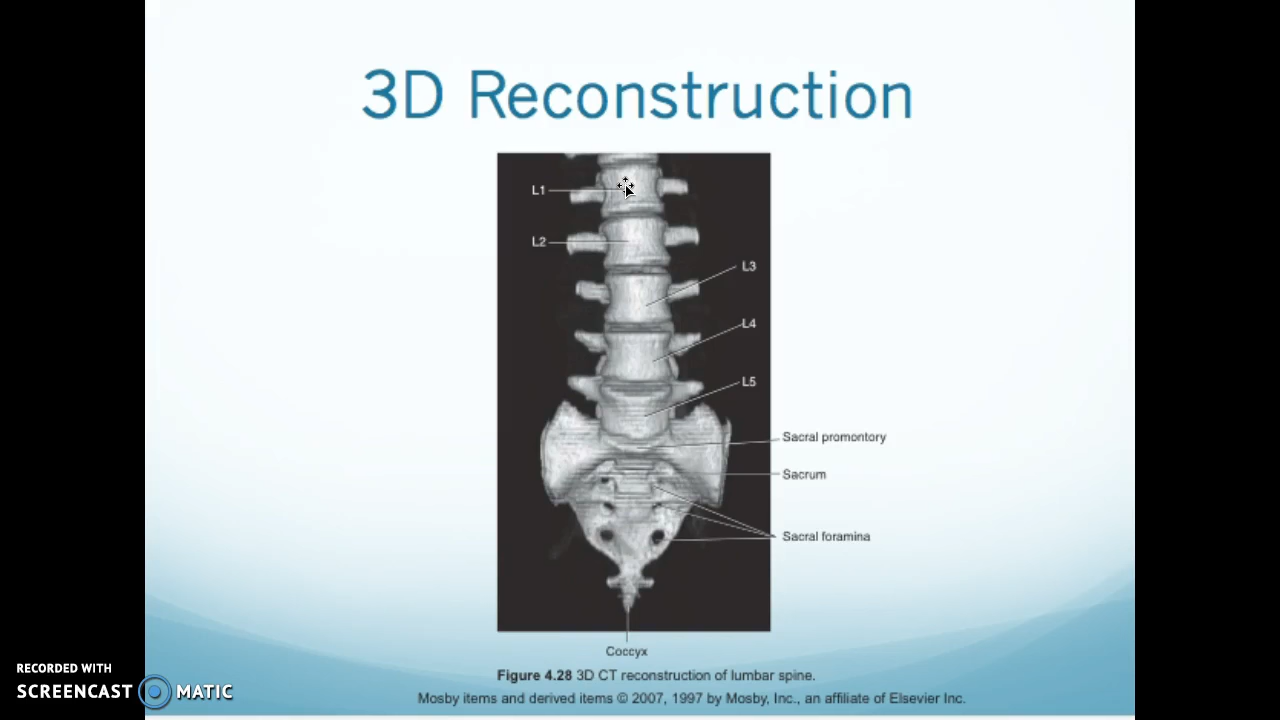 3D Reconstruction
L1
L2
L3
L4
L5
Sacral promontory
Sacrum
Sacral foramina
Coccyx
Figure 4.28 3D CT reconstruction of lumbar spine.
Mosby items and derived items © 2007, 1997 by Mosby, Inc., an affiliate of Elsevier Inc.
RECORDED WITH
SCREENCAST MATIC